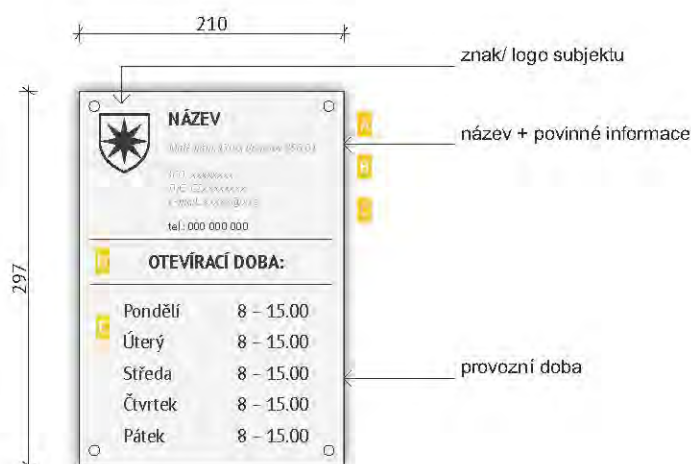 210
znak/ logo subjektu
NÁZEV
A
název + povinné informace
B
tel.: 000 000 000
OTEVÍRACÍ DOBA:
297
Pondělí 8 – 15.00
Úterý 8 – 15.00
Středa 8 – 15.00
provozní doba
Čtvrtek 8 – 15.00
Pátek 8 – 15.00